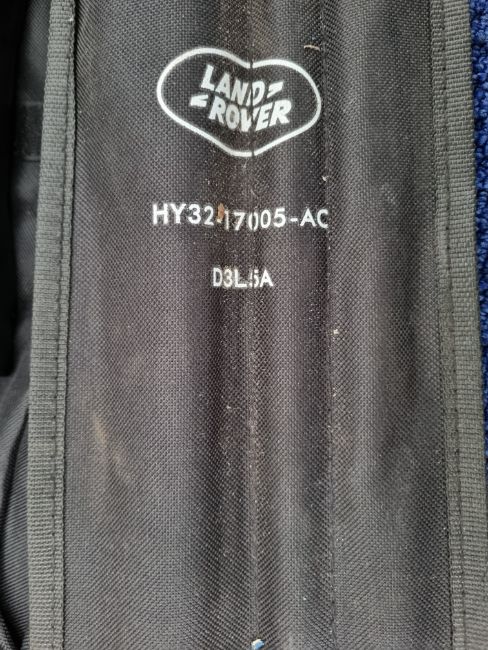 LAND
ROVER
HY32-17005-AC
D3L5A